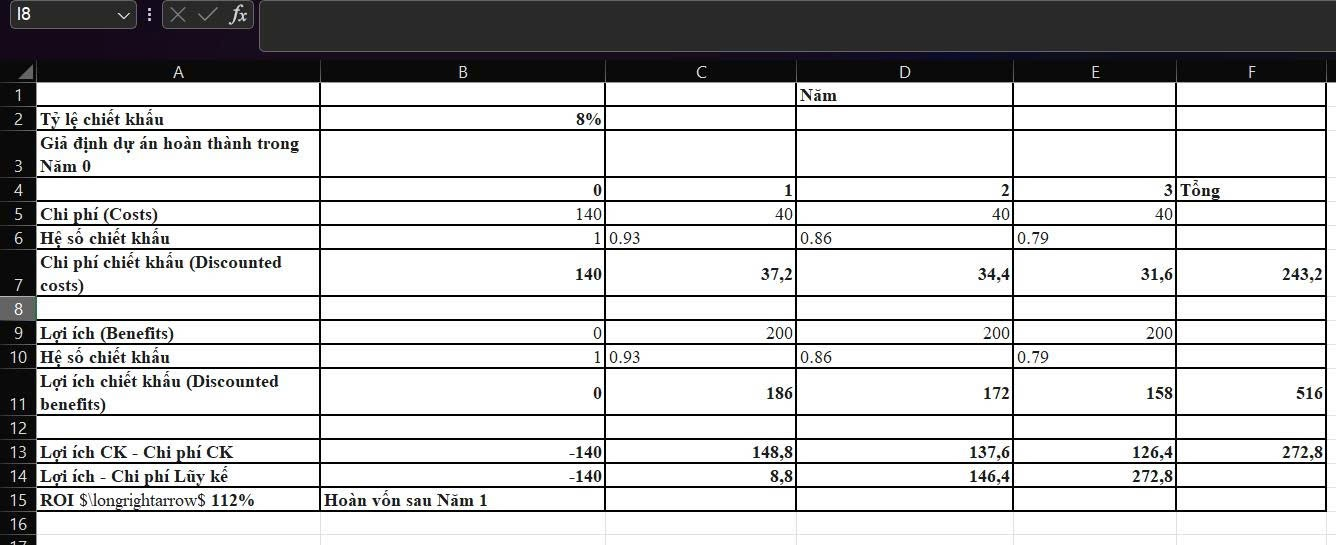 I8 fx
A B C D E F
1 Năm
2 Tỷ lệ chiết khấu 8%
Giả định dự án hoàn thành trong
3 Năm 0
4 0 1 2 3 Tổng
5 Chi phí (Costs) 140 40 40 40
6 Hệ số chiết khấu 1 0.93 0.86 0.79
Chi phí chiết khấu (Discounted
7 costs) 140 37,2 34,4 31,6 243,2
8
9 Lợi ích (Benefits) 0 200 200 200
10 Hệ số chiết khấu 1 0.93 0.86 0.79
Lợi ích chiết khấu (Discounted
11 benefits) 0 186 172 158 516
12
13 Lợi ích CK - Chi phí CK -140 148,8 137,6 126,4 272,8
14 Lợi ích - Chi phí Lũy kế -140 8,8 146,4 272,8
15 ROI $\longrightarrow$ 112% Hoàn vốn sau Năm 1
16
17